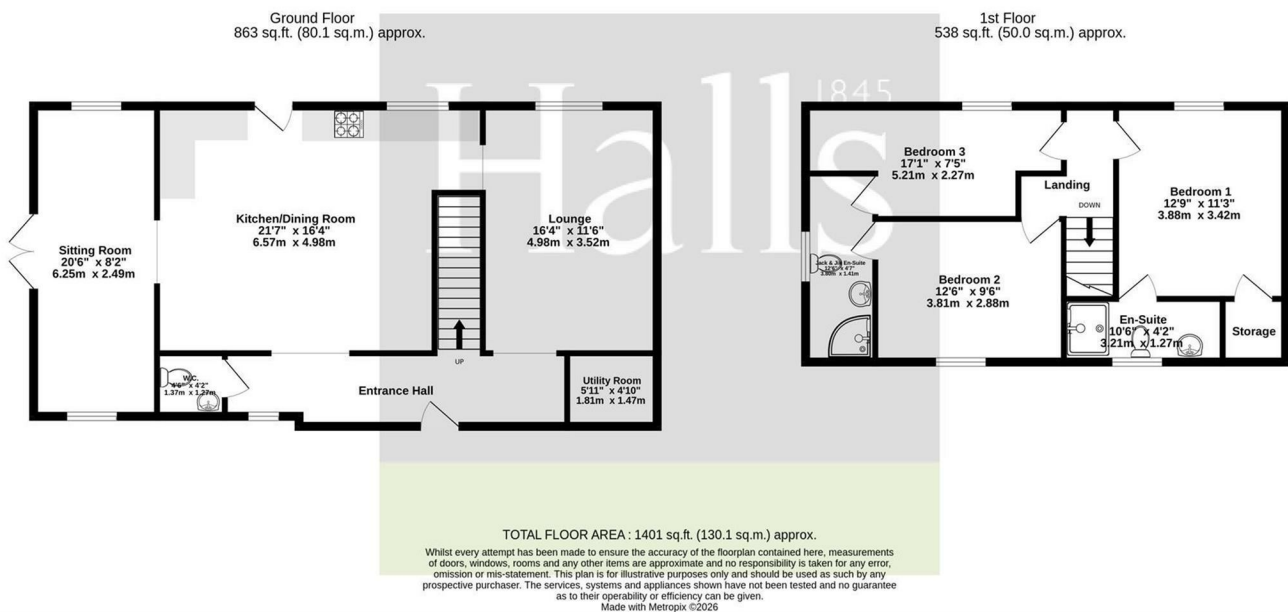 Ground Floor
863 sq.ft. (80.1 sq.m.) approx.
1st Floor
538 sq.ft. (50.0 sq.m.) approx.
Halls
1845
Sitting Room
20'6" x 8'2"
6.25m x 2.49m
Kitchen/Dining Room
21'7" x 16'4"
6.57m x 4.98m
Lounge
16'4" x 11'6"
4.98m x 3.52m
UP
W.C.
4'6" x 4'2"
1.37m x 1.27m
Entrance Hall
Utility Room
5'11" x 4'10"
1.81m x 1.47m
Bedroom 3
17'1" x 7'5"
5.21m x 2.27m
Landing
DOWN
Bedroom 1
12'9" x 11'3"
3.88m x 3.42m
Jack & Jill En-Suite
12'6" x 4'7"
3.80m x 1.41m
Bedroom 2
12'6" x 9'6"
3.81m x 2.88m
En-Suite
10'6" x 4'2"
3.21m x 1.27m
Storage
TOTAL FLOOR AREA : 1401 sq.ft. (130.1 sq.m.) approx.
Whilst every attempt has been made to ensure the accuracy of the floorplan contained here, measurements
of doors, windows, rooms and any other items are approximate and no responsibility is taken for any error,
omission or mis-statement. This plan is for illustrative purposes only and should be used as such by any
prospective purchaser. The services, systems and appliances shown have not been tested and no guarantee
as to their operability or efficiency can be given.
Made with Metropix ©2026